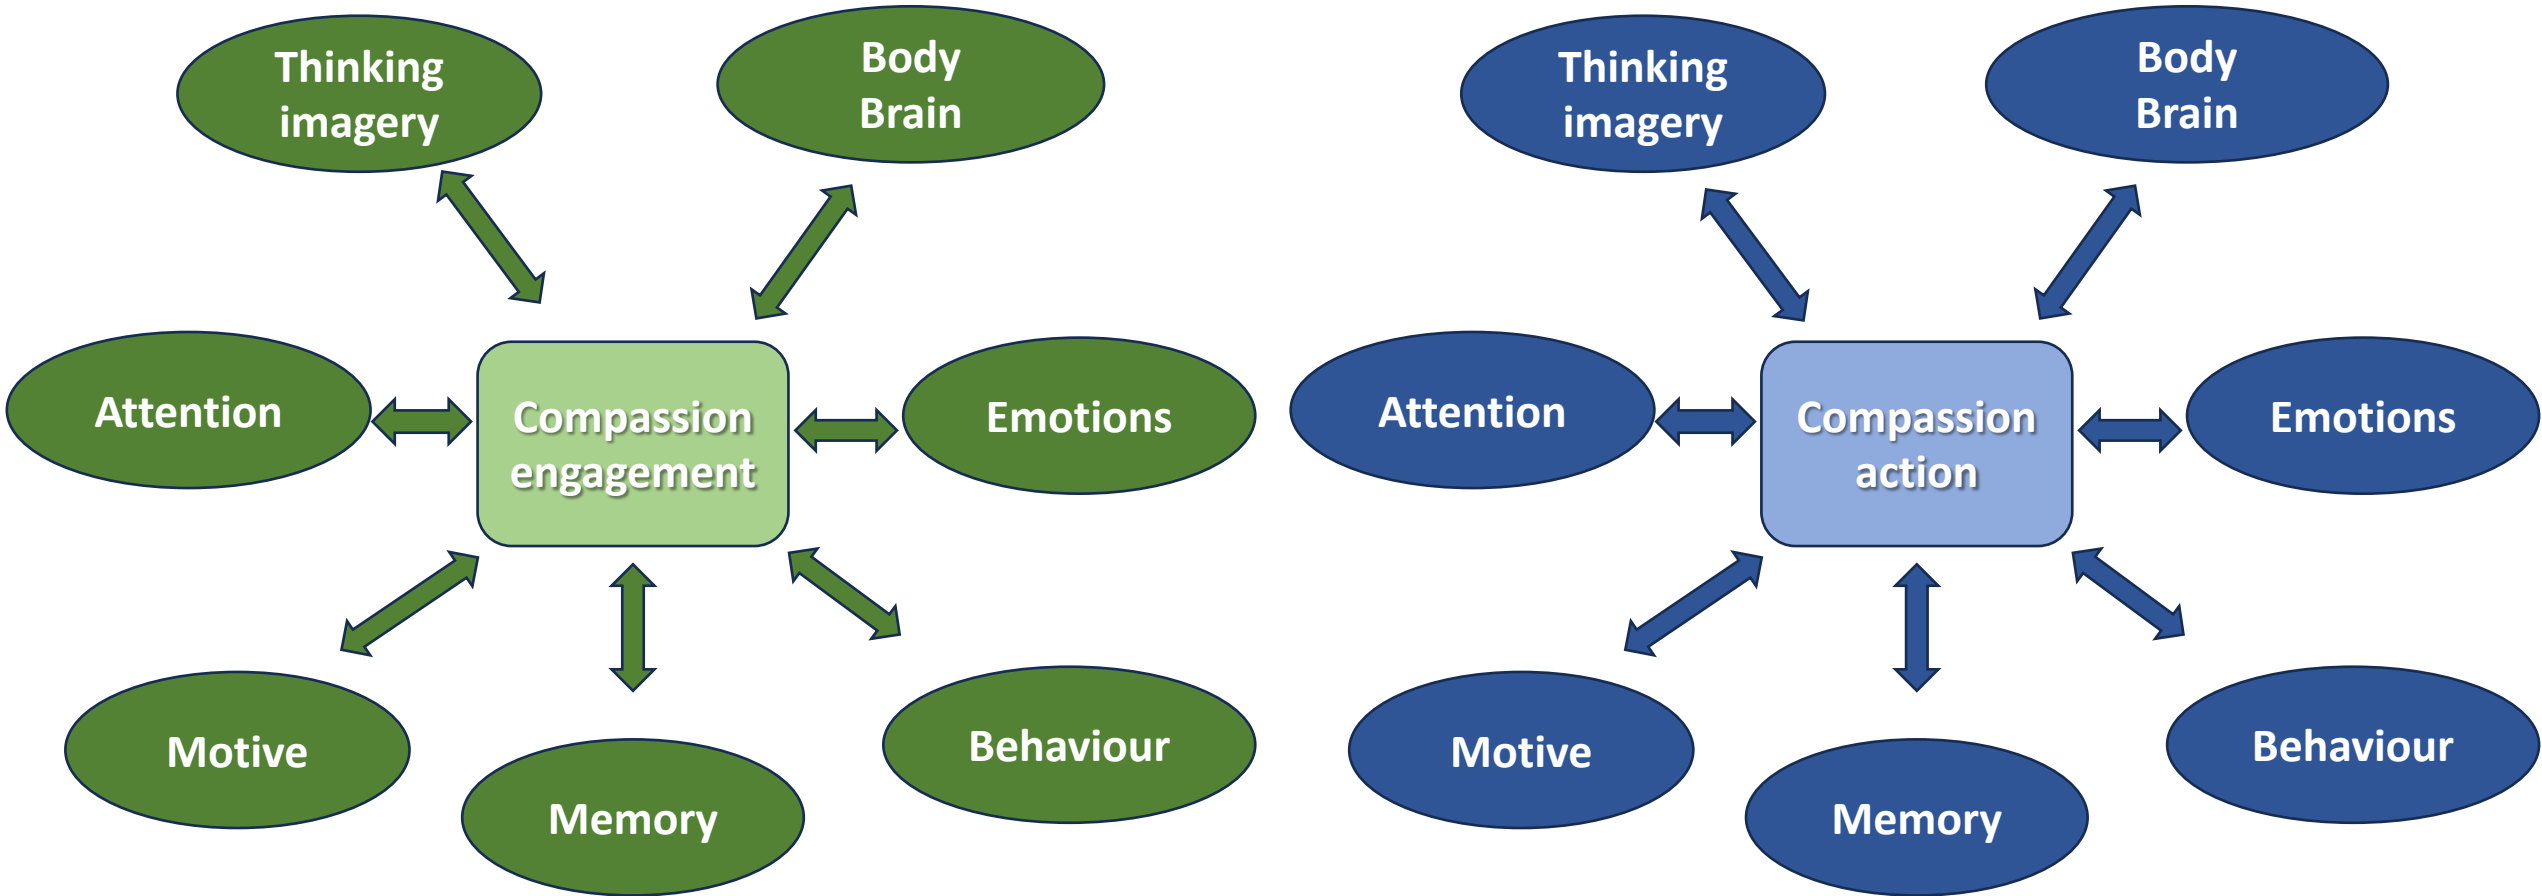 Thinking
imagery
Body
Brain
Attention
Compassion
engagement
Emotions
Motive
Memory
Behaviour
Thinking
imagery
Body
Brain
Attention
Compassion
action
Emotions
Motive
Memory
Behaviour